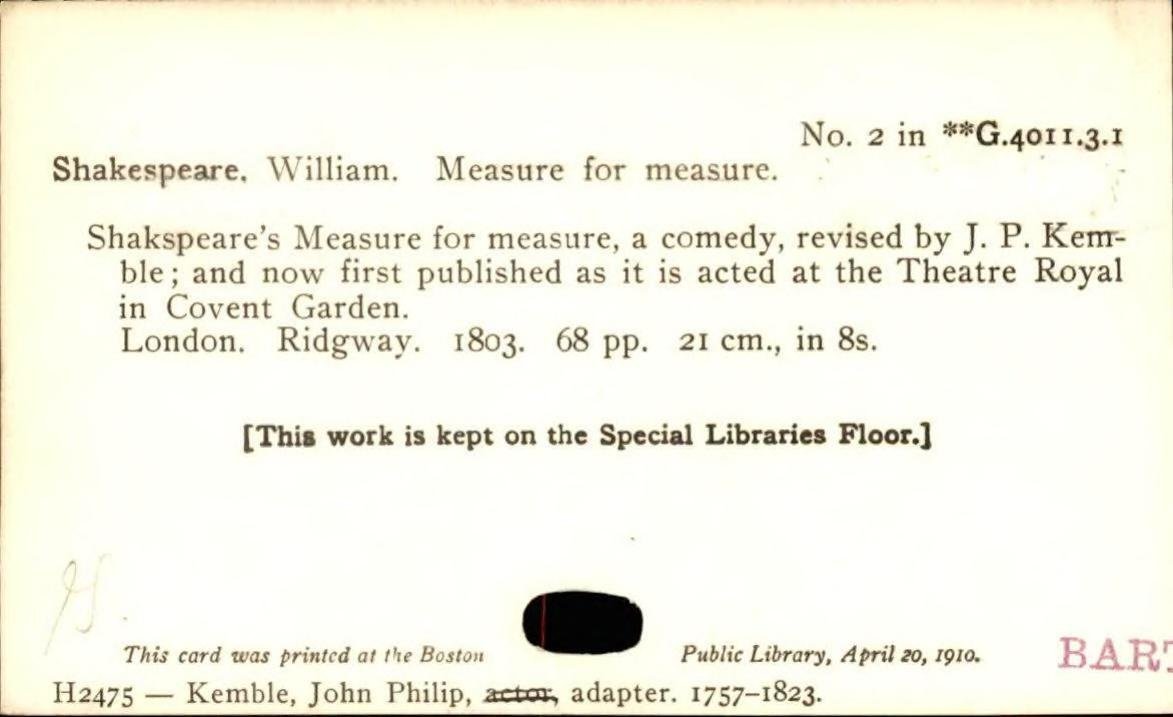 No. 2 in **G.4011.3.1
Shakespeare, William. Measure for measure.
Shakspeare's Measure for measure, a comedy, revised by J. P. Kem-
ble; and now first published as it is acted at the Theatre Royal
in Covent Garden.
London. Ridgway. 1803. 68 pp. 21 cm., in 8s.
[This work is kept on the Special Libraries Floor.]
This card was printed at the Boston Public Library, April 20, 1910.
BART
H2475 — Kemble, John Philip, actor, adapter. 1757–1823.